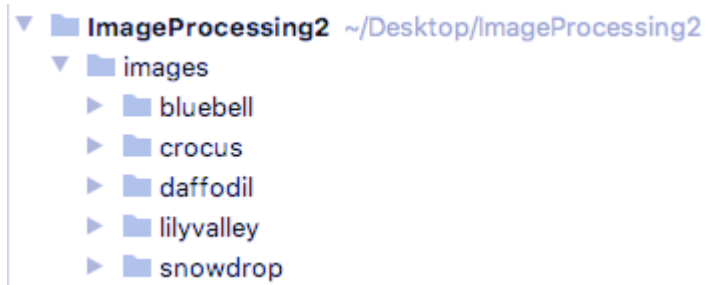 ImageProcessing2 ~/Desktop/ImageProcessing2
images
bluebell
crocus
daffodil
lilyvalley
snowdrop